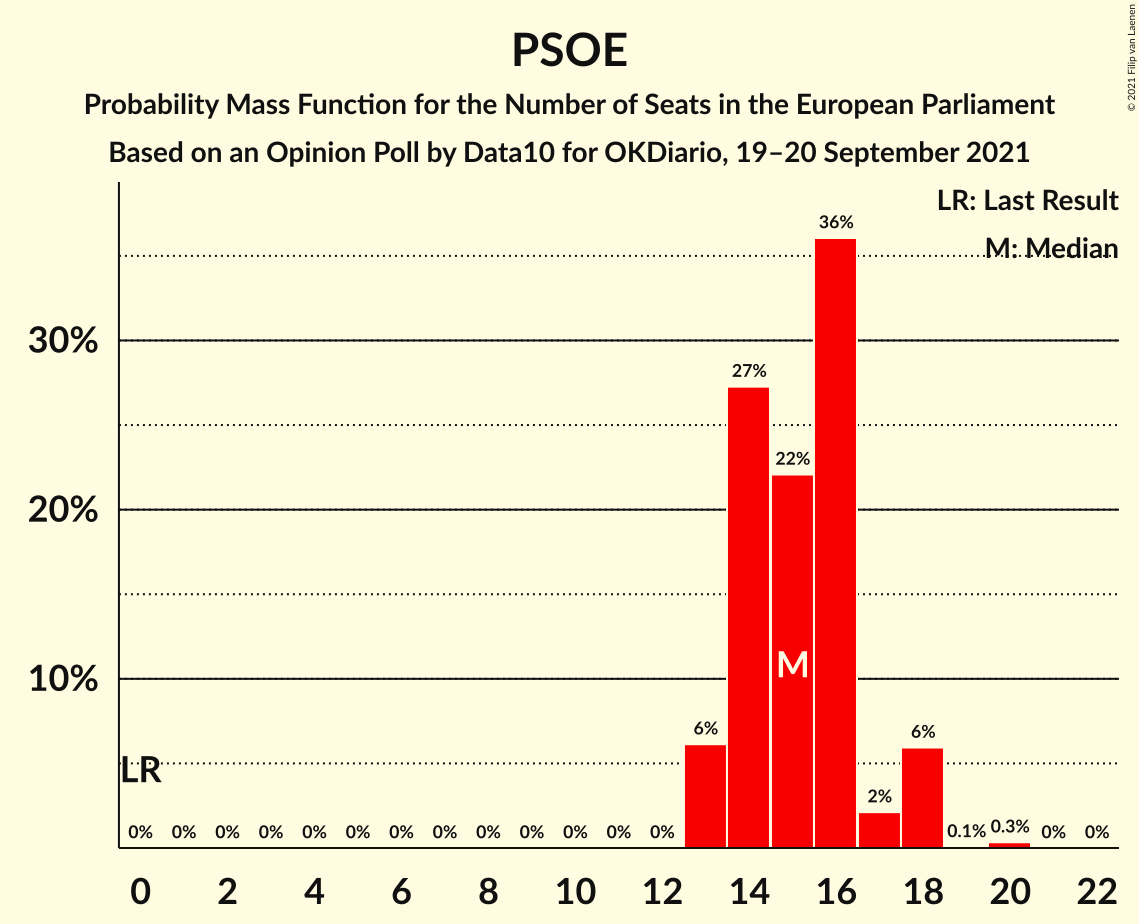 PSOE
Probability Mass Function for the Number of Seats in the European Parliament
Based on an Opinion Poll by Data10 for OKDiario, 19–20 September 2021
© 2021 Filip van Laenen
LR: Last Result
M: Median
36%
30%
27%
22%
20%
M
10%
6%
6%
LR
2%
0% 0% 0% 0% 0% 0% 0% 0% 0% 0% 0% 0% 0% 0.1% 0.3% 0% 0%
0 2 4 6 8 10 12 14 16 18 20 22